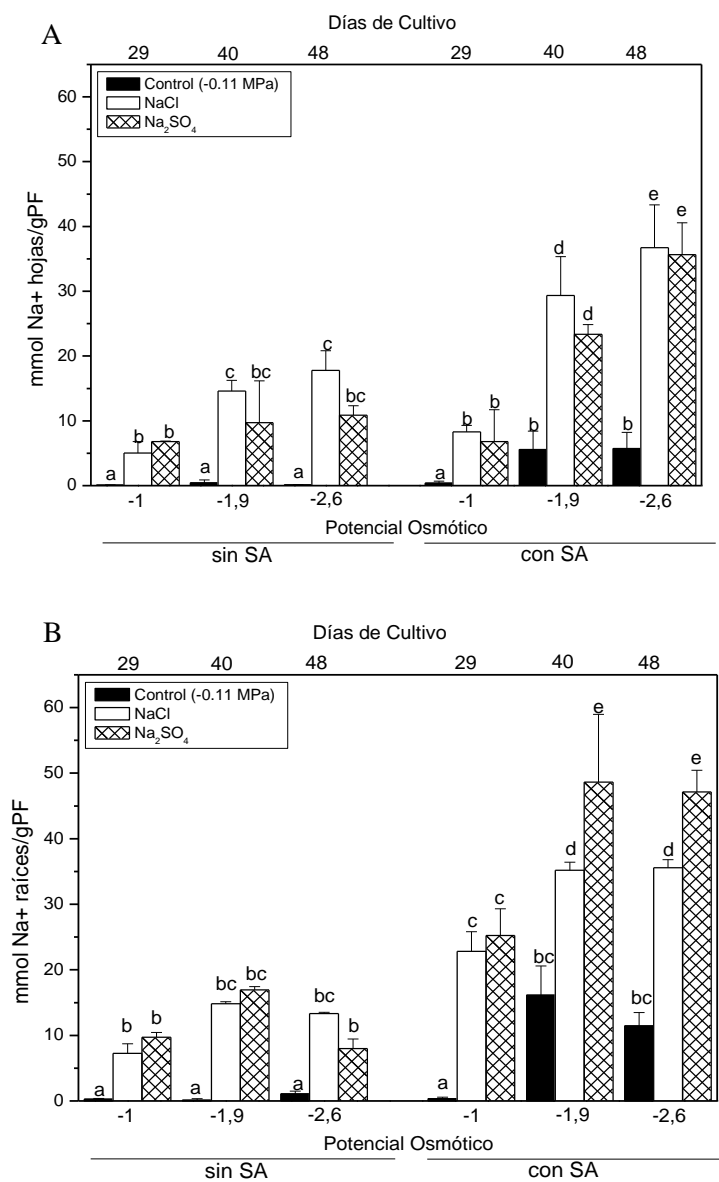 A
Días de Cultivo
29 40 48 29 40 48
60
50
40
30
20
10
0
mmol Na+ hojas/gPF
Control (-0.11 MPa)
NaCl
Na₂SO₄
a b b a c bc a c bc b b b d d b e e
-1 -1,9 -2,6 -1 -1,9 -2,6
Potencial Osmótico
sin SA con SA
B
Días de Cultivo
29 40 48 29 40 48
60
50
40
30
20
10
0
mmol Na+ raíces/gPF
Control (-0.11 MPa)
NaCl
Na₂SO₄
a b b a bc bc a bc b a c c bc d e bc d e
-1 -1,9 -2,6 -1 -1,9 -2,6
Potencial Osmótico
sin SA con SA